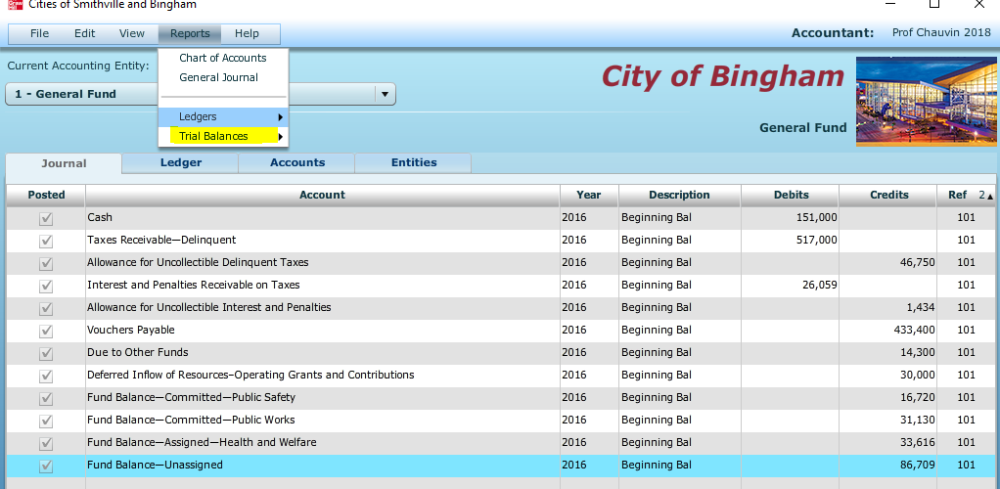 Cities of Smithville and Bingham
File Edit View Reports Help
Accountant: Prof Chauvin 2018
Chart of Accounts
General Journal
Ledgers
Trial Balances
Current Accounting Entity:
1 - General Fund
City of Bingham
General Fund
Journal Ledger Accounts Entities
Posted Account Year Description Debits Credits Ref 2
Cash 2016 Beginning Bal 151,000 101
Taxes Receivable—Delinquent 2016 Beginning Bal 517,000 101
Allowance for Uncollectible Delinquent Taxes 2016 Beginning Bal 46,750 101
Interest and Penalties Receivable on Taxes 2016 Beginning Bal 26,059 101
Allowance for Uncollectible Interest and Penalties 2016 Beginning Bal 1,434 101
Vouchers Payable 2016 Beginning Bal 433,400 101
Due to Other Funds 2016 Beginning Bal 14,300 101
Deferred Inflow of Resources–Operating Grants and Contributions 2016 Beginning Bal 30,000 101
Fund Balance—Committed—Public Safety 2016 Beginning Bal 16,720 101
Fund Balance—Committed—Public Works 2016 Beginning Bal 31,130 101
Fund Balance—Assigned—Health and Welfare 2016 Beginning Bal 33,616 101
Fund Balance—Unassigned 2016 Beginning Bal 86,709 101